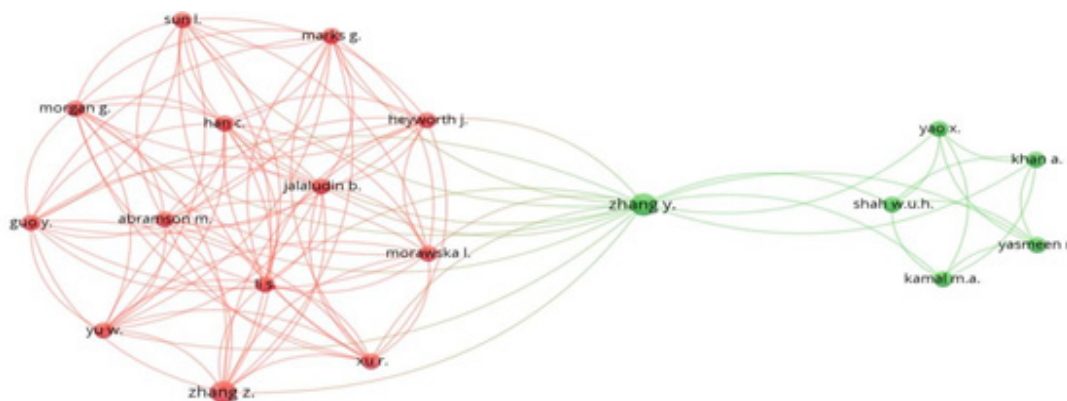 sun l.
marks g.
morgan g.
han c.
heyworth j.
yao x.
khan a.
jalaludin b.
zhang y.
shah w.u.h.
guo y.
abramson m.
morawska l.
yasmeen
kamal m.a.
li s.
yu w.
xu r.
zhang z.